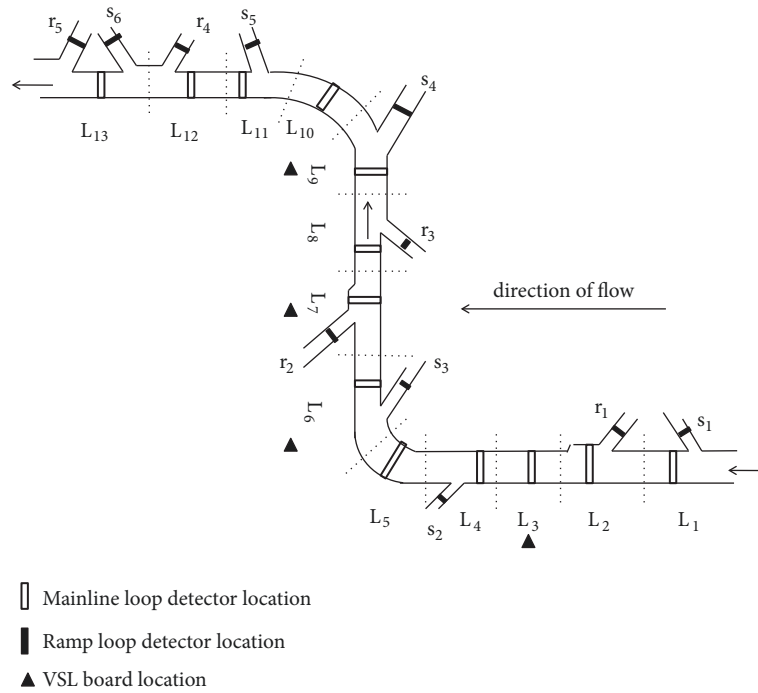 r5
s6
r4
s5
s4
L13
L12
L11
L10
L9
L8
r3
direction of flow
L7
r2
s3
L6
r1
s1
L5
s2
L4
L3
L2
L1
Mainline loop detector location
Ramp loop detector location
VSL board location